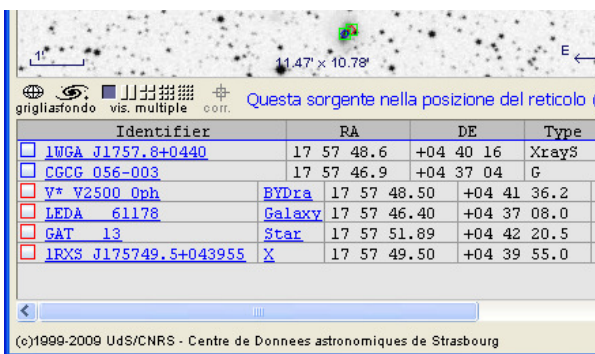 1'
11.47' x 10.78'
E
griglia sfondo vis. multiple corr. Questa sorgente nella posizione del reticolo (
Identifier RA DE Type
1WGA J1757.8+0440 17 57 48.6 +04 40 16 XrayS
CGCG 056-003 17 57 46.9 +04 37 04 G
V* V2500 Oph BYDra 17 57 48.50 +04 41 36.2
LEDA 61178 Galaxy 17 57 46.40 +04 37 08.0
GAT 13 Star 17 57 51.89 +04 42 20.5
1RXS J175749.5+043955 X 17 57 49.50 +04 39 55.0
(c)1999-2009 UdS/CNRS - Centre de Donnees astronomiques de Strasbourg